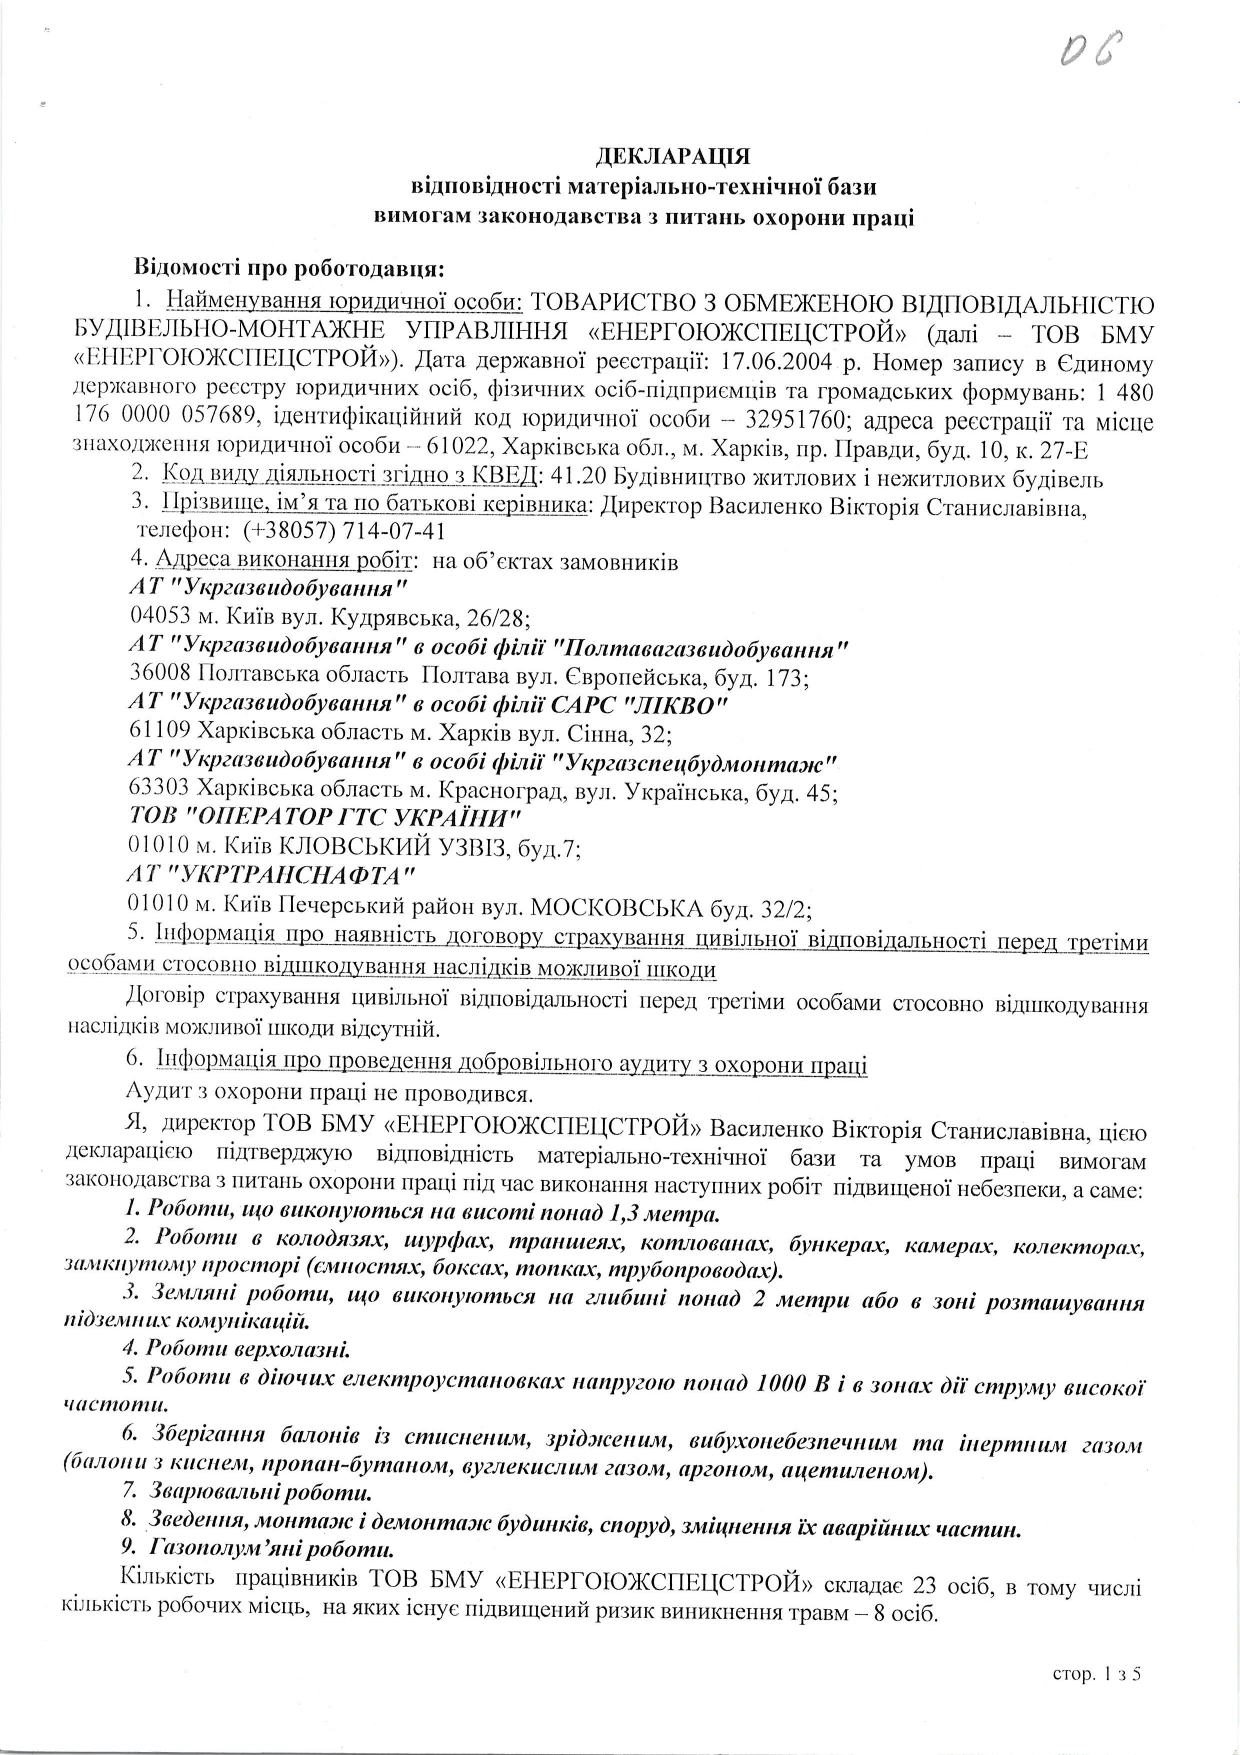 ДЕКЛАРАЦІЯ
відповідності матеріально-технічної бази
вимогам законодавства з питань охорони праці
Відомості про роботодавця:
1. Найменування юридичної особи: ТОВАРИСТВО З ОБМЕЖЕНОЮ ВІДПОВІДАЛЬНІСТЮ
БУДІВЕЛЬНО-МОНТАЖНЕ УПРАВЛІННЯ «ЕНЕРГОЮЖСПЕЦСТРОЙ» (далі – ТОВ БМУ
«ЕНЕРГОЮЖСПЕЦСТРОЙ»). Дата державної реєстрації: 17.06.2004 р. Номер запису в Єдиному
державного реєстру юридичних осіб, фізичних осіб-підприємців та громадських формувань: 1 480
176 0000 057689, ідентифікаційний код юридичної особи – 32951760; адреса реєстрації та місце
знаходження юридичної особи – 61022, Харківська обл., м. Харків, пр. Правди, буд. 10, к. 27-Е
2. Код виду діяльності згідно з КВЕД: 41.20 Будівництво житлових і нежитлових будівель
3. Прізвище, ім’я та по батькові керівника: Директор Василенко Вікторія Станиславівна,
телефон: (+38057) 714-07-41
4. Адреса виконання робіт: на об’єктах замовників
АТ "Укргазвидобування"
04053 м. Київ вул. Кудрявська, 26/28;
АТ "Укргазвидобування" в особі філії "Полтавагазвидобування"
36008 Полтавська область Полтава вул. Європейська, буд. 173;
АТ "Укргазвидобування" в особі філії САРС "ЛІКВО"
61109 Харківська область м. Харків вул. Сінна, 32;
АТ "Укргазвидобування" в особі філії "Укргазспецбудмонтаж"
63303 Харківська область м. Красноград, вул. Українська, буд. 45;
ТОВ "ОПЕРАТОР ГТС УКРАЇНИ"
01010 м. Київ КЛОВСЬКИЙ УЗВІЗ, буд.7;
АТ "УКРТРАНСНАФТА"
01010 м. Київ Печерський район вул. МОСКОВСЬКА буд. 32/2;
5. Інформація про наявність договору страхування цивільної відповідальності перед третіми
особами стосовно відшкодування наслідків можливої шкоди
Договір страхування цивільної відповідальності перед третіми особами стосовно відшкодування
наслідків можливої шкоди відсутній.
6. Інформація про проведення добровільного аудиту з охорони праці
Аудит з охорони праці не проводився.
Я, директор ТОВ БМУ «ЕНЕРГОЮЖСПЕЦСТРОЙ» Василенко Вікторія Станиславівна, цією
декларацією підтверджую відповідність матеріально-технічної бази та умов праці вимогам
законодавства з питань охорони праці під час виконання наступних робіт підвищеної небезпеки, а саме:
1. Роботи, що виконуються на висоті понад 1,3 метра.
2. Роботи в колодязях, шурфах, траншеях, котлованах, бункерах, камерах, колекторах,
замкнутому просторі (ємностях, боксах, топках, трубопроводах).
3. Земляні роботи, що виконуються на глибині понад 2 метри або в зоні розташування
підземних комунікацій.
4. Роботи верхолазні.
5. Роботи в діючих електроустановках напругою понад 1000 В і в зонах дії струму високої
частоти.
6. Зберігання балонів із стисненим, зрідженим, вибухонебезпечним та інертним газом
(балони з киснем, пропан-бутаном, вуглекислим газом, аргоном, ацетиленом).
7. Зварювальні роботи.
8. Зведення, монтаж і демонтаж будинків, споруд, зміцнення їх аварійних частин.
9. Газополум’яні роботи.
Кількість працівників ТОВ БМУ «ЕНЕРГОЮЖСПЕЦСТРОЙ» складає 23 осіб, в тому числі
кількість робочих місць, на яких існує підвищений ризик виникнення травм – 8 осіб.
стор. 1 з 5